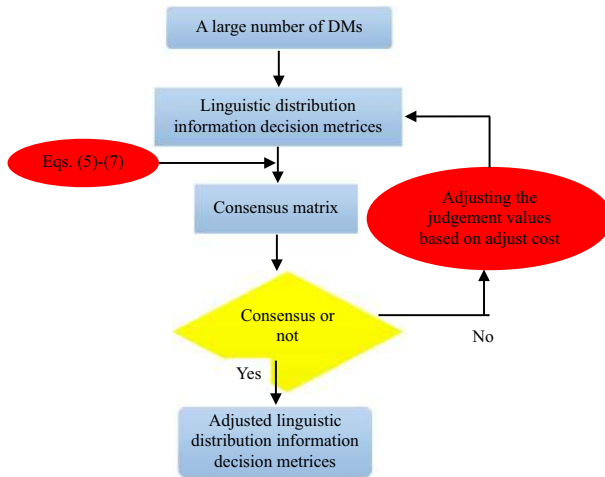 A large number of DMs
Linguistic distribution
information decision metrices
Eqs. (5)-(7)
Consensus matrix
Adjusting the
judgement values
based on adjust cost
Consensus or
not
No
Yes
Adjusted linguistic
distribution information
decision metrices